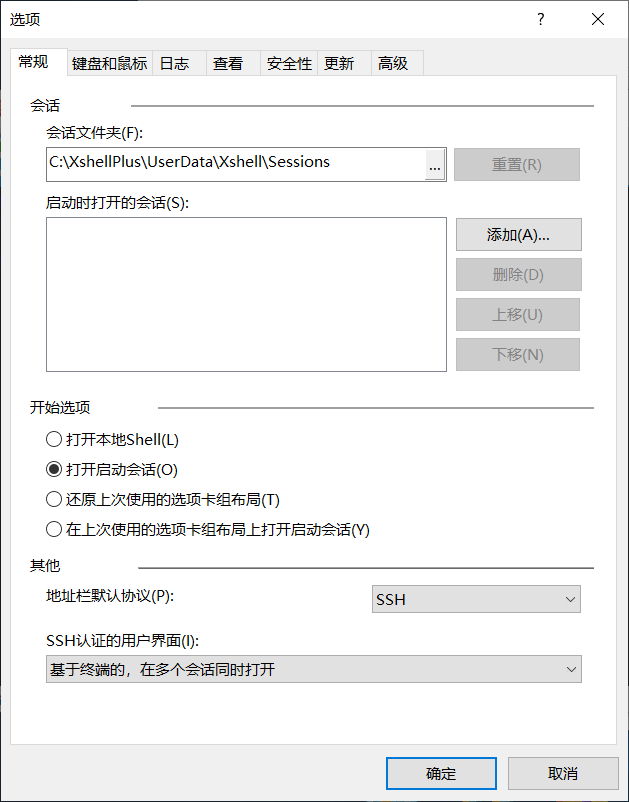 选项
?
常规 键盘和鼠标 日志 查看 安全性 更新 高级
会话
会话文件夹(F):
C:\XshellPlus\UserData\Xshell\Sessions ... 重置(R)
启动时打开的会话(S):
添加(A)...
删除(D)
上移(U)
下移(N)
开始选项
打开本地Shell(L)
打开启动会话(O)
还原上次使用的选项卡组布局(T)
在上次使用的选项卡组布局上打开启动会话(Y)
其他
地址栏默认协议(P): SSH
SSH认证的用户界面(I):
基于终端的，在多个会话同时打开
确定 取消